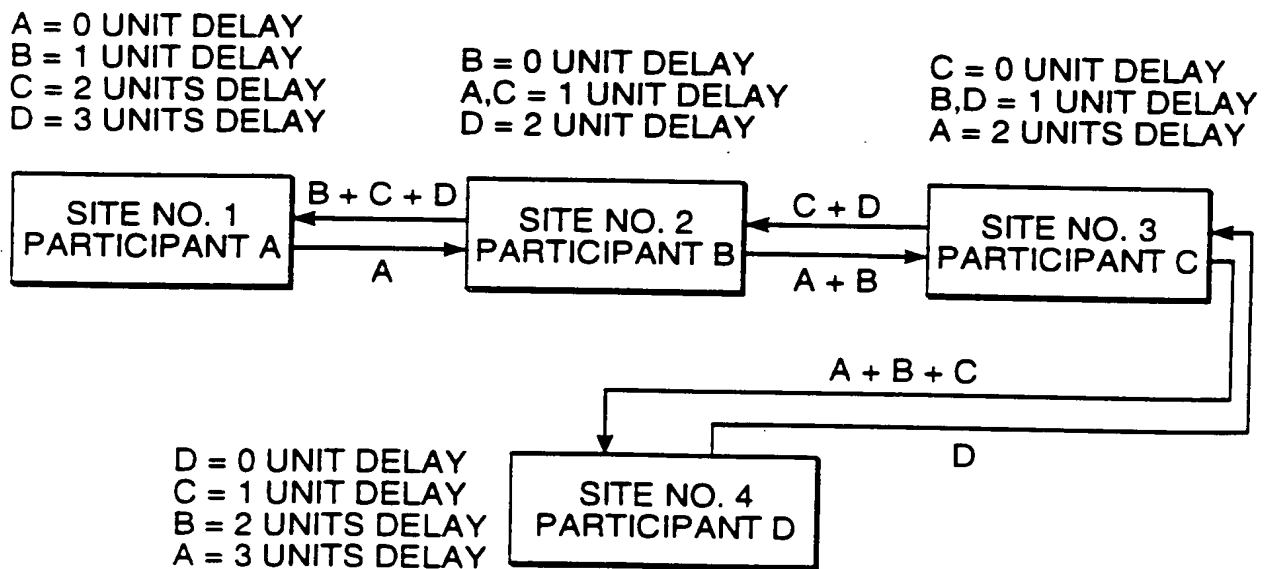 A = 0 UNIT DELAY
B = 1 UNIT DELAY
C = 2 UNITS DELAY
D = 3 UNITS DELAY
B = 0 UNIT DELAY
A,C = 1 UNIT DELAY
D = 2 UNIT DELAY
C = 0 UNIT DELAY
B,D = 1 UNIT DELAY
A = 2 UNITS DELAY
SITE NO. 1
PARTICIPANT A
B + C + D
A
SITE NO. 2
PARTICIPANT B
C + D
A + B
SITE NO. 3
PARTICIPANT C
A + B + C
D
D = 0 UNIT DELAY
C = 1 UNIT DELAY
B = 2 UNITS DELAY
A = 3 UNITS DELAY
SITE NO. 4
PARTICIPANT D